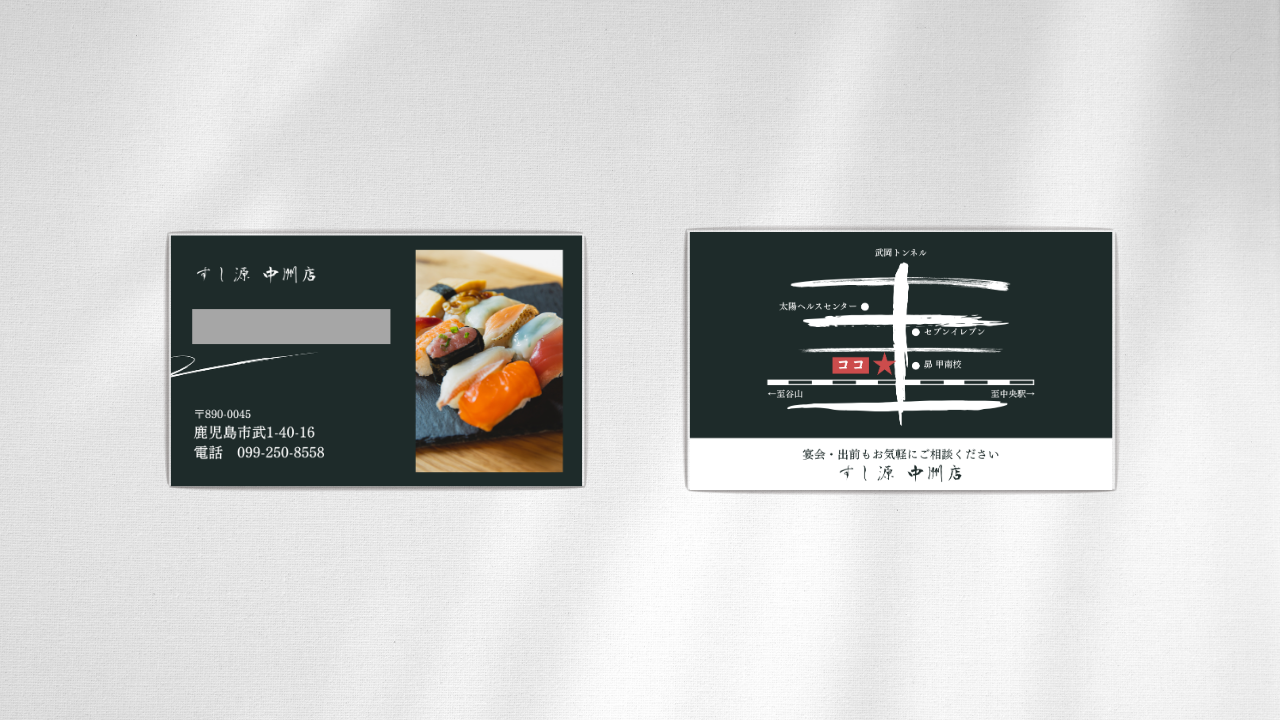 すし源 中洲店
〒890-0045
鹿児島市武1-40-16
電話 099-250-8558
武岡トンネル
太陽ヘルスセンター
セブンイレブン
ココ
昴 甲南校
←至谷山
至中央駅→
宴会・出前もお気軽にご相談ください
すし源 中洲店